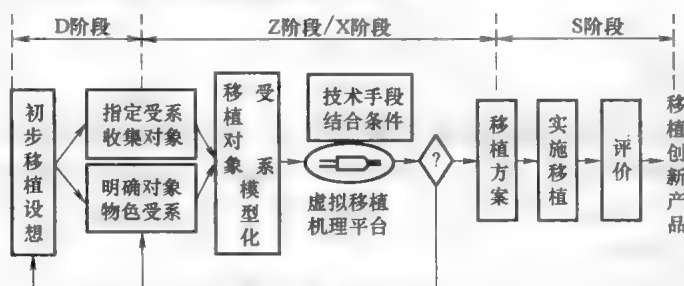 D阶段
Z阶段/X阶段
S阶段
初步移植设想
指定受系
收集对象
明确对象
物色受系
移植对象
受系
模型化
技术手段
结合条件
虚拟移植
机理平台
?
移植方案
实施移植
评价
移植创新产品